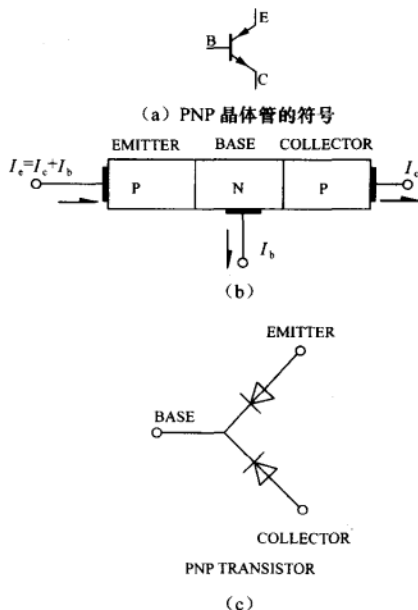 E
B
C
(a) PNP 晶体管的符号
EMITTER BASE COLLECTOR
Ie=Ic+Ib
Ic
P N P
Ib
(b)
EMITTER
BASE
COLLECTOR
PNP TRANSISTOR
(c)